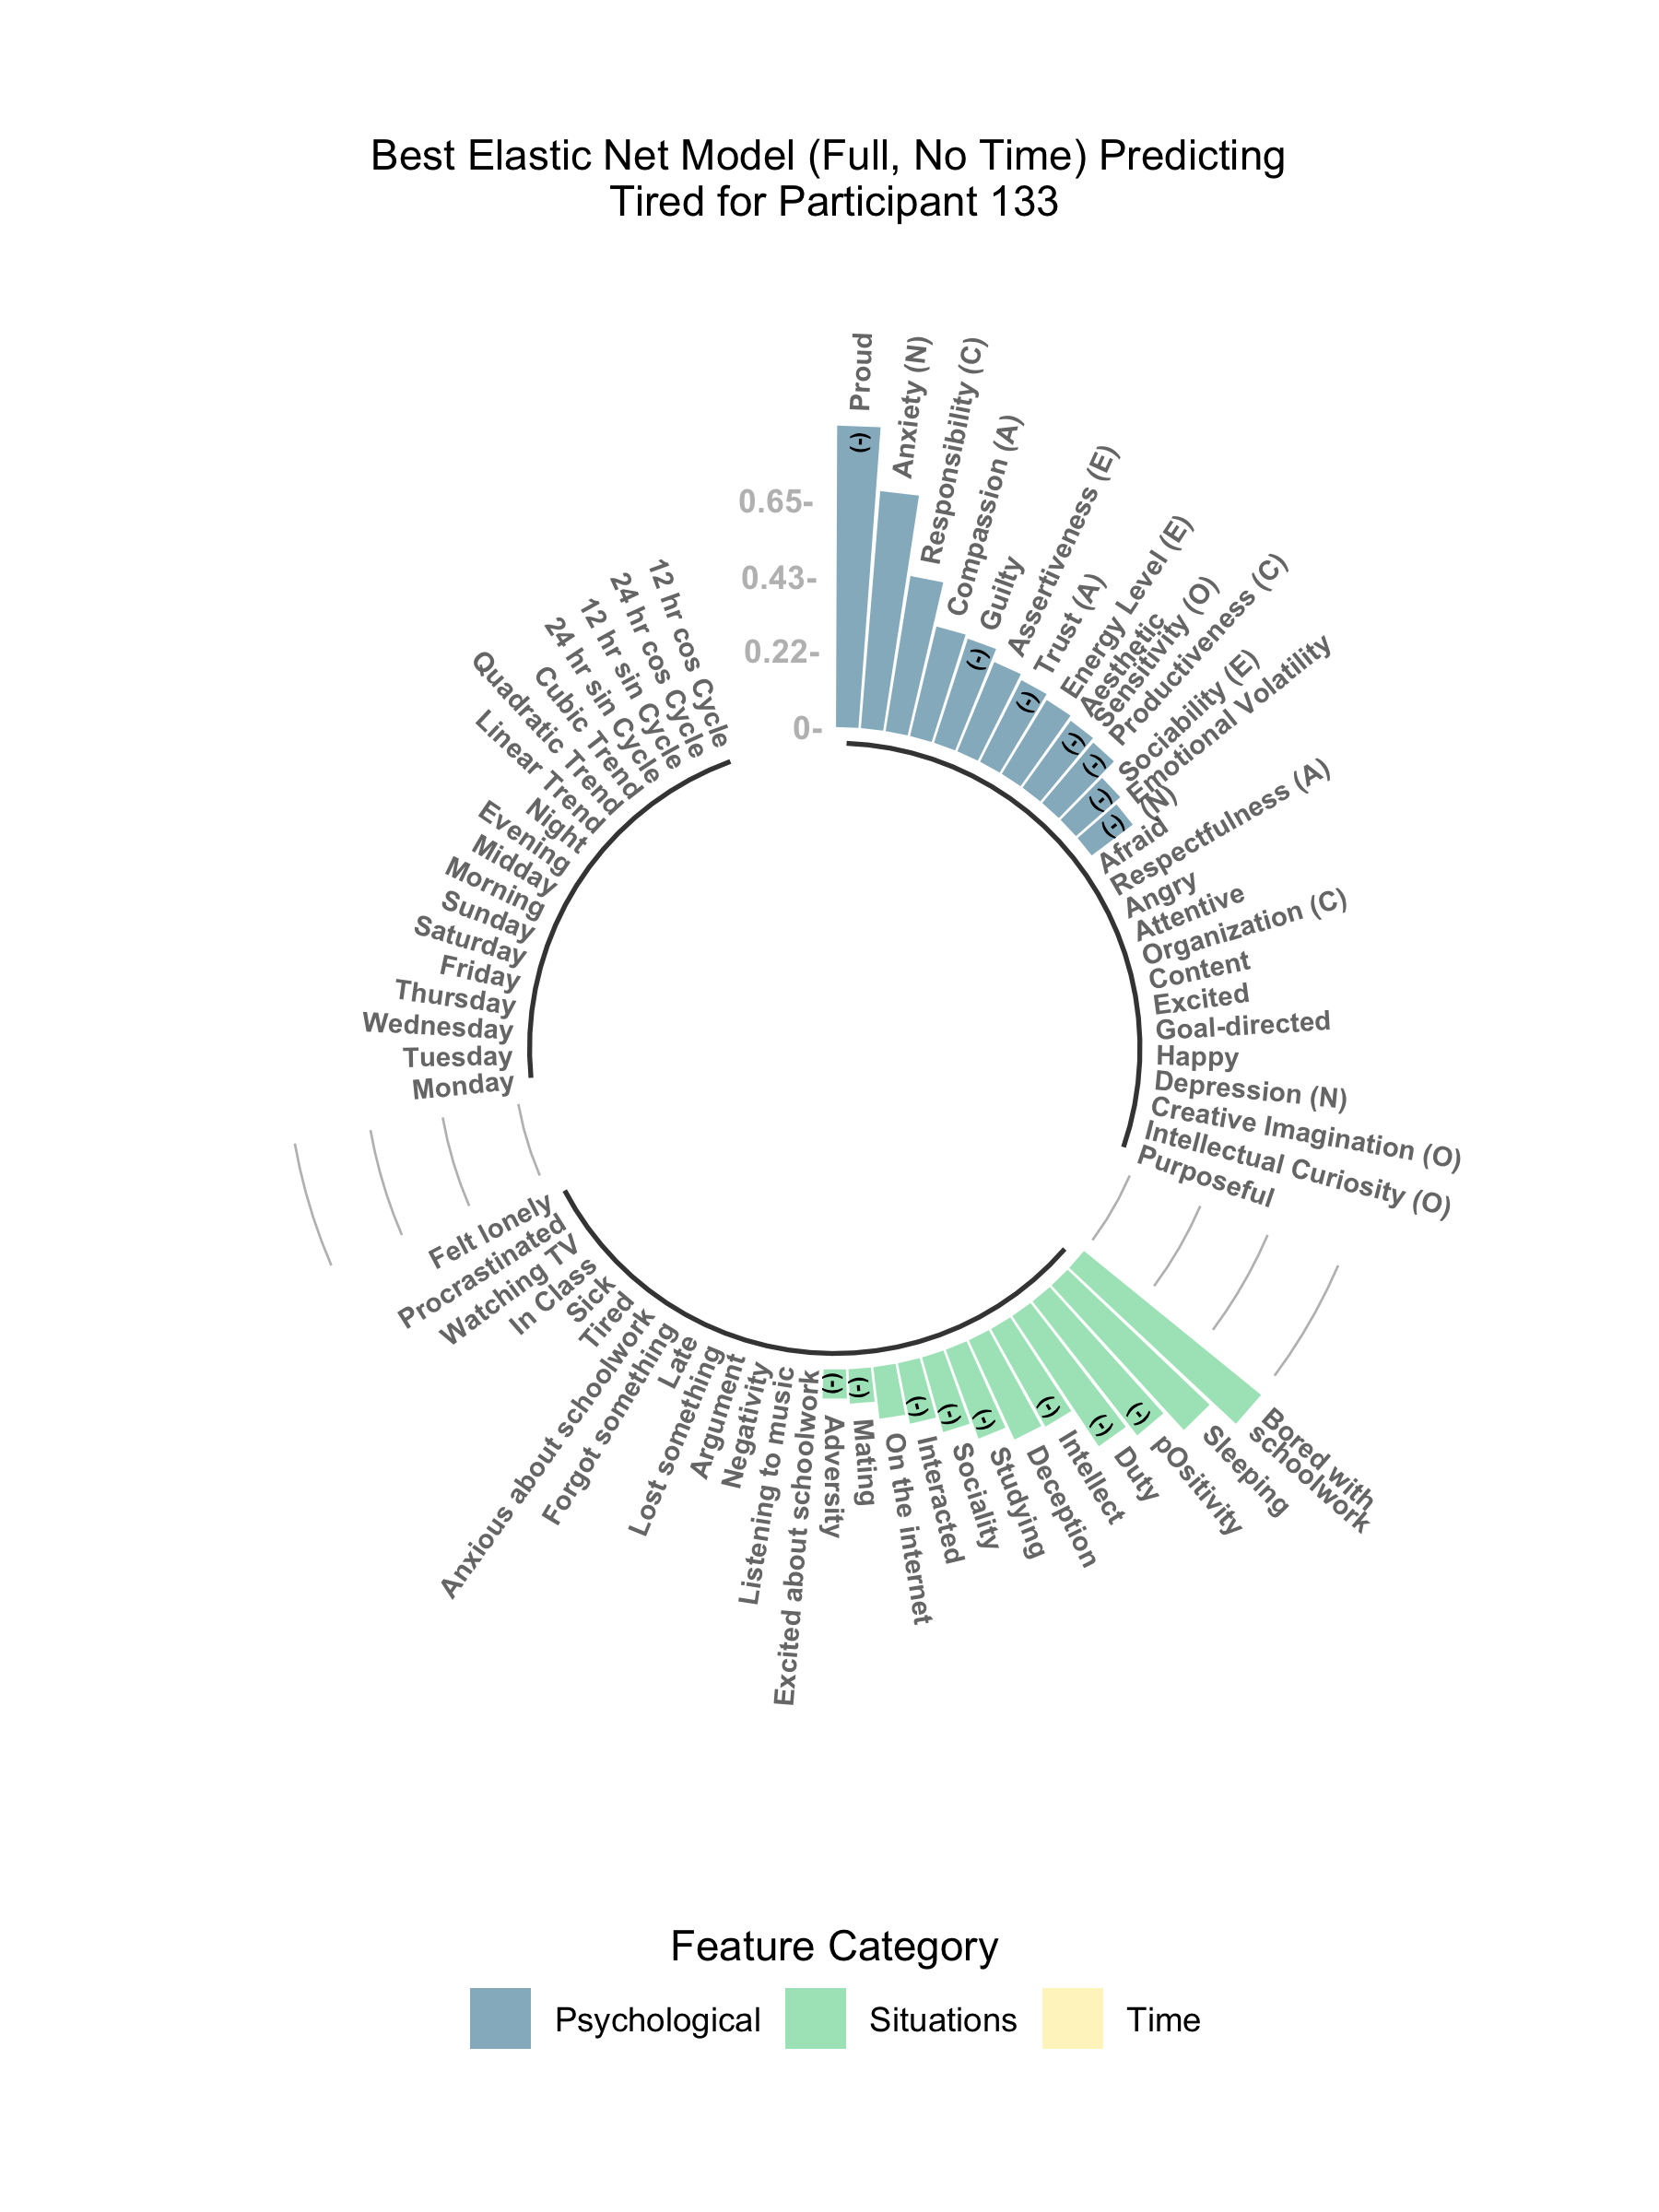 Best Elastic Net Model (Full, No Time) Predicting
Tired for Participant 133
0.65-
0.43-
0.22-
0-
Proud
(-)
Anxiety (N)
Responsibility (C)
Compassion (A)
Guilty
(-)
Assertiveness (E)
Trust (A)
(-)
Energy Level (E)
Aesthetic
Sensitivity (O)
(-)
Productiveness (C)
(-)
Sociability (E)
(-)
Emotional Volatility
(N)
(-)
Afraid
Respectfulness (A)
Angry
Attentive
Organization (C)
Content
Excited
Goal-directed
Happy
Depression (N)
Creative Imagination (O)
Intellectual Curiosity (O)
Purposeful
Bored with
schoolwork
Sleeping
pOsitivity
(-)
Duty
(-)
Intellect
(-)
Deception
Studying
(-)
Sociality
(-)
Interacted
(-)
On the internet
Mating
(-)
Adversity
(-)
Excited about schoolwork
Listening to music
Negativity
Argument
Lost something
Late
Forgot something
Anxious about schoolwork
Tired
Sick
In Class
Watching TV
Procrastinated
Felt lonely
Monday
Tuesday
Wednesday
Thursday
Friday
Saturday
Sunday
Morning
Midday
Evening
Night
Linear Trend
Quadratic Trend
Cubic Trend
24 hr sin Cycle
12 hr sin Cycle
24 hr cos Cycle
12 hr cos Cycle
Feature Category
Psychological
Situations
Time